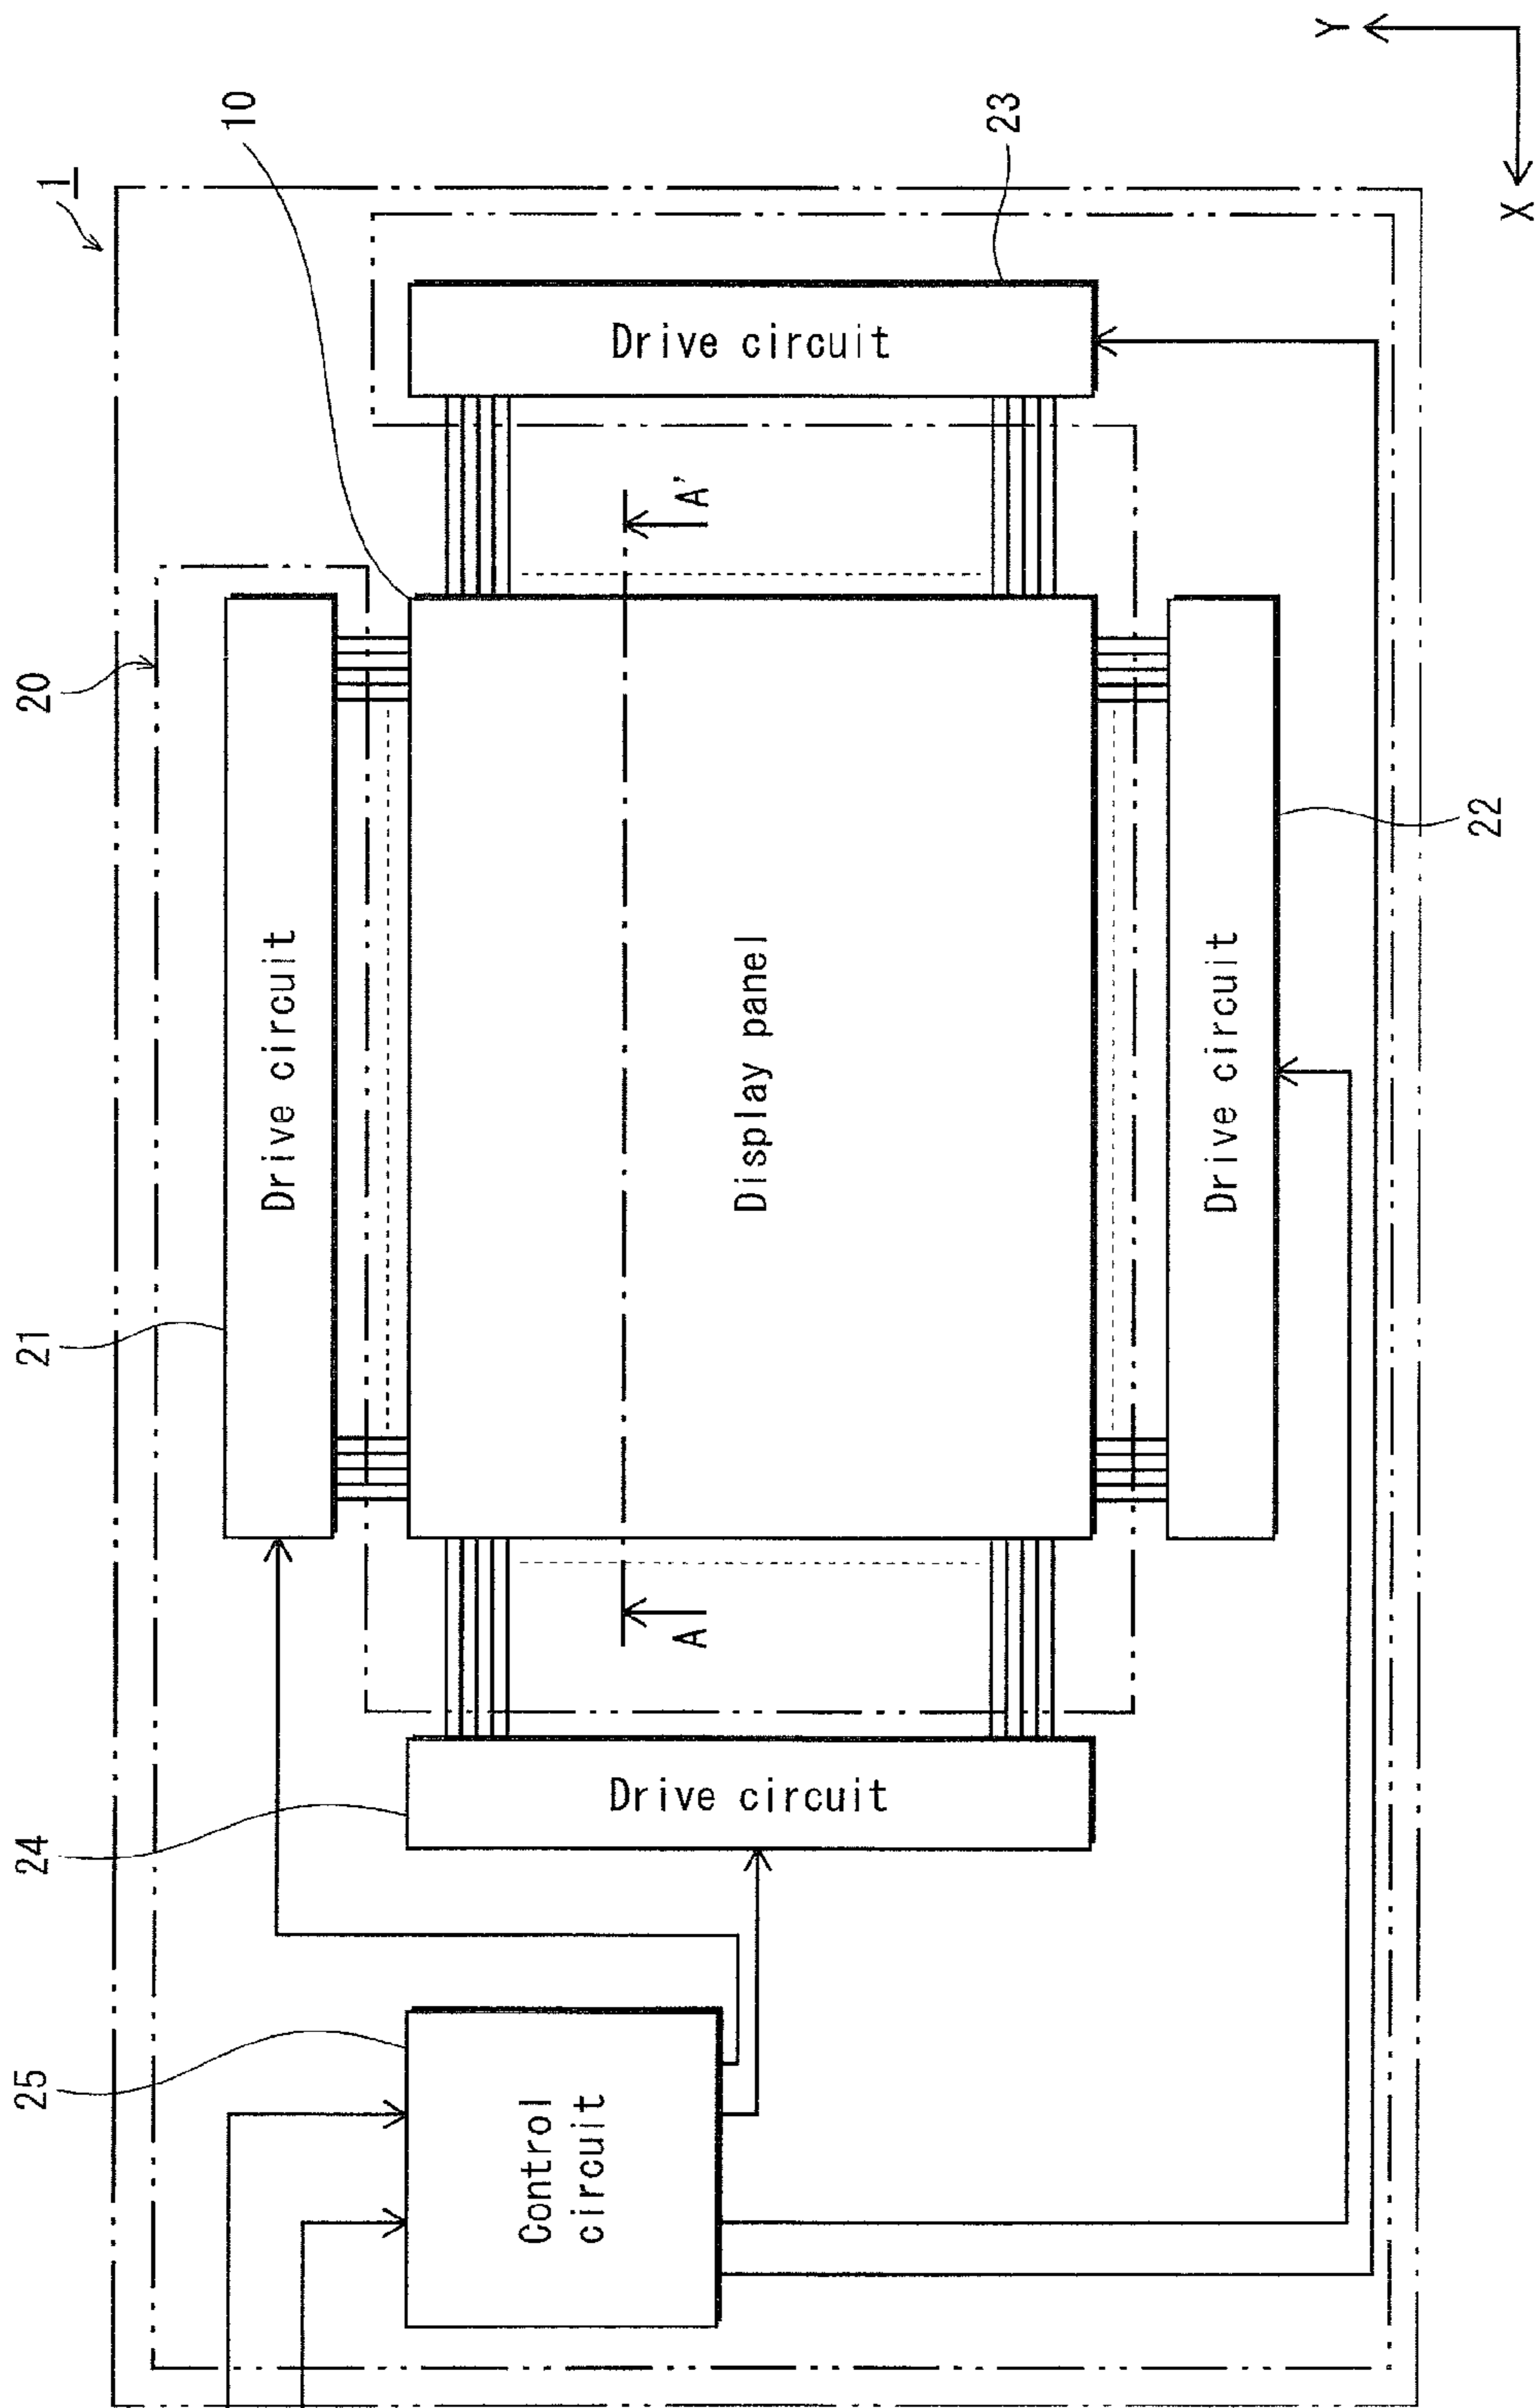 1
10
20
21
Drive circuit
23
Drive circuit
A'
Display panel
A
22
Drive circuit
24
Drive circuit
25
Control
circuit
Y
X